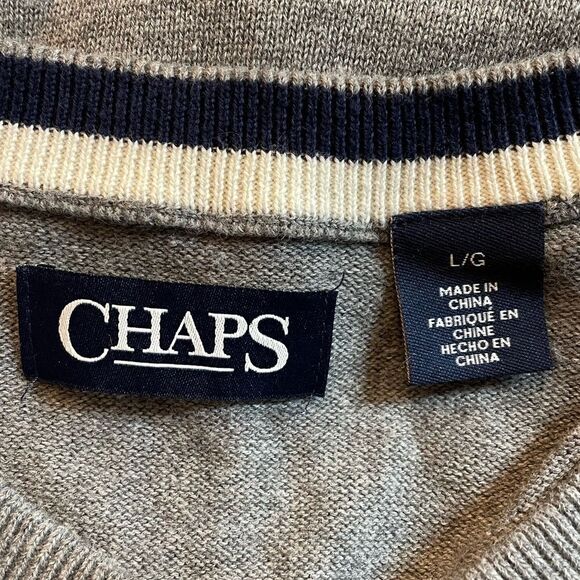 CHAPS
L/G
MADE IN
CHINA
FABRIQUÉ EN
CHINE
HECHO EN
CHINA